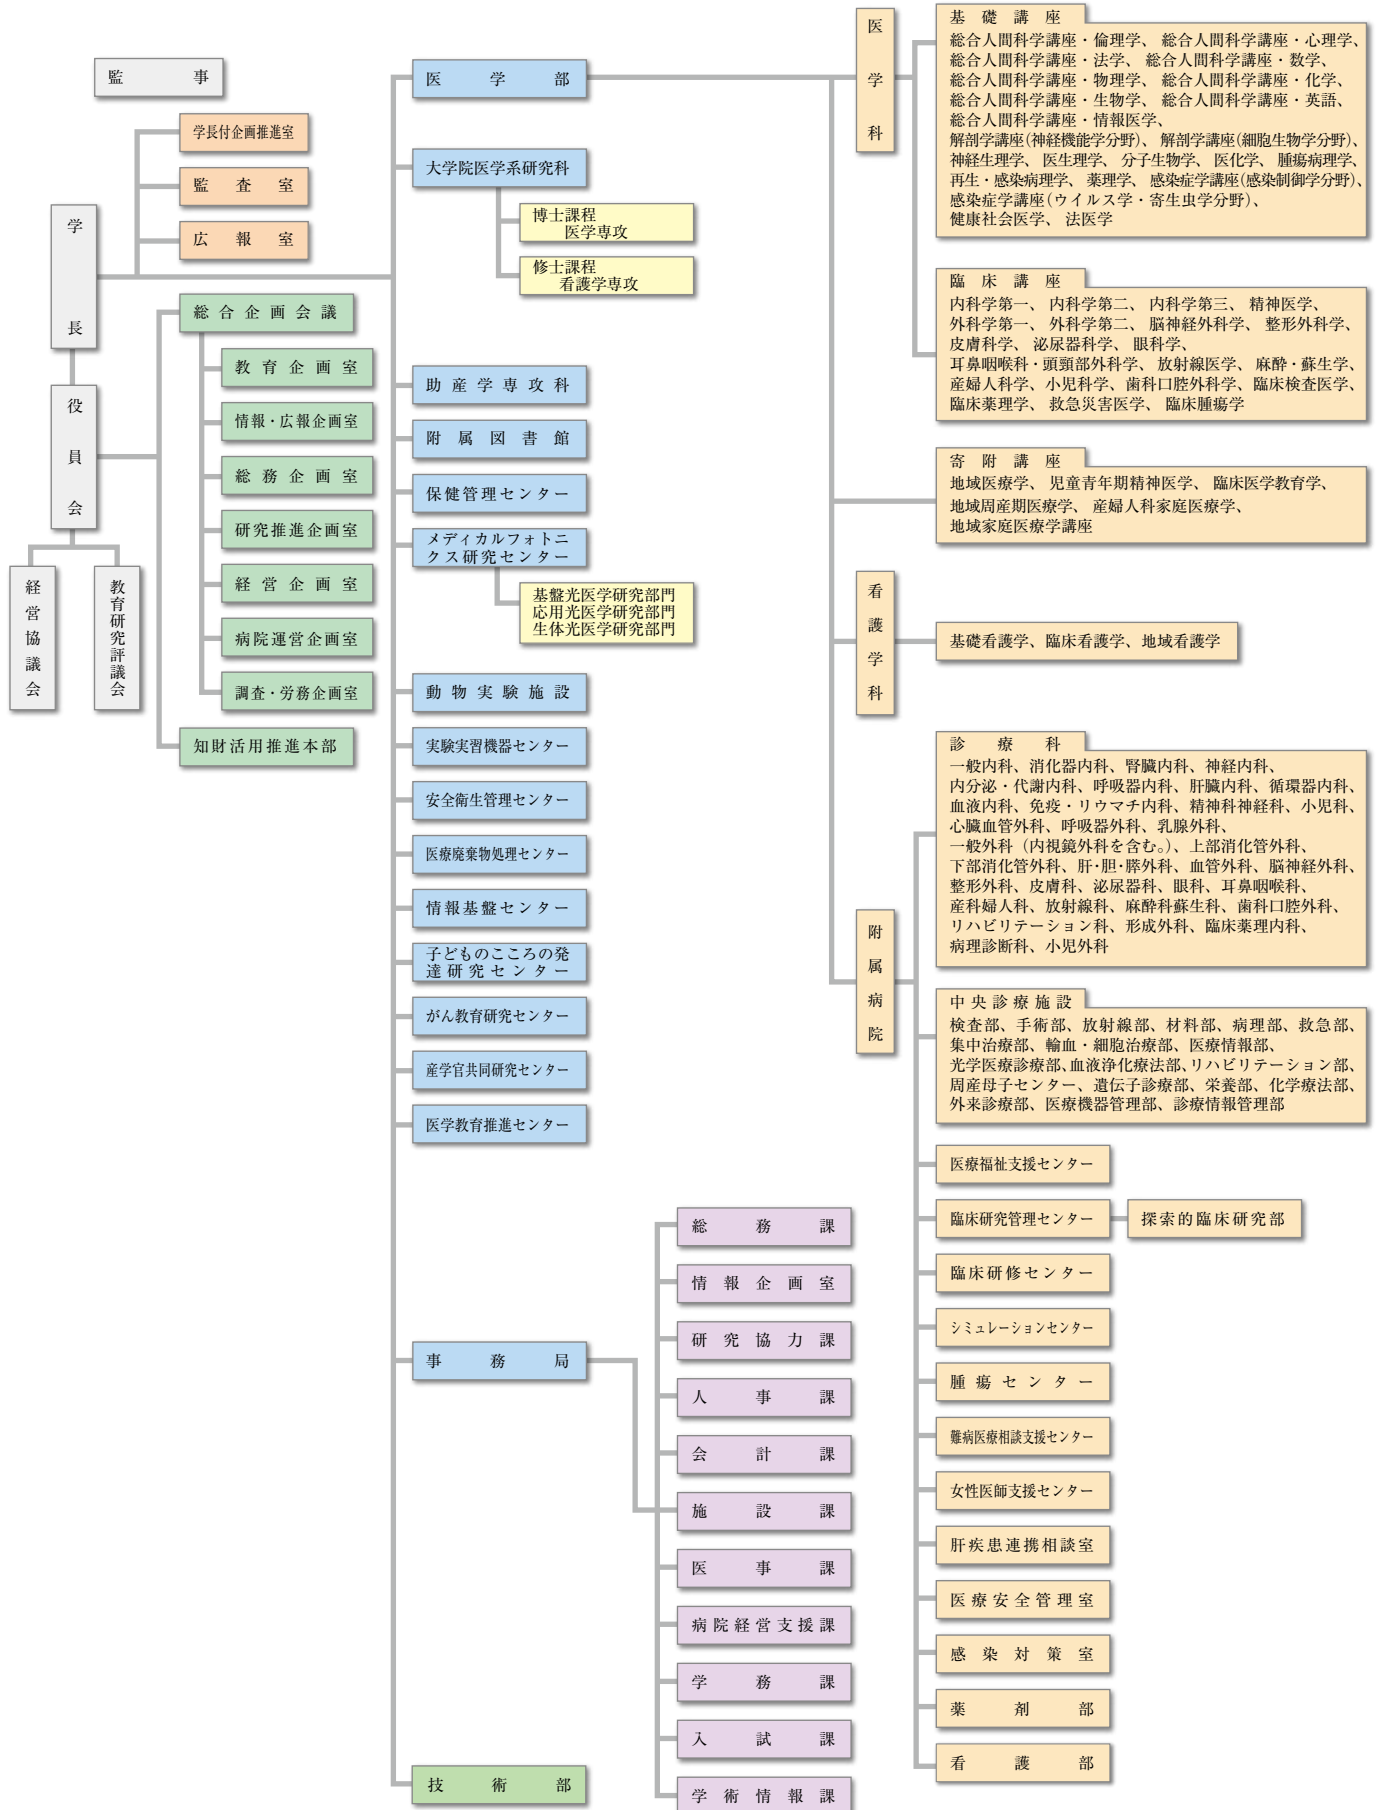 監事
学長付企画推進室
監査室
広報室
学長
役員会
経営協議会
教育研究評議会
総合企画会議
教育企画室
情報・広報企画室
総務企画室
研究推進企画室
経営企画室
病院運営企画室
調査・労務企画室
知財活用推進本部
医学部
大学院医学系研究科
博士課程
医学専攻
修士課程
看護学専攻
助産学専攻科
附属図書館
保健管理センター
メディカルフォトニ
クス研究センター
基盤光医学研究部門
応用光医学研究部門
生体光医学研究部門
動物実験施設
実験実習機器センター
安全衛生管理センター
医療廃棄物処理センター
情報基盤センター
子どものこころの発
達研究センター
がん教育研究センター
産学官共同研究センター
医学教育推進センター
事務局
総務課
情報企画室
研究協力課
人事課
会計課
施設課
医事課
病院経営支援課
学務課
入試課
学術情報課
技術部
医学科
基礎講座
総合人間科学講座・倫理学、総合人間科学講座・心理学、
総合人間科学講座・法学、総合人間科学講座・数学、
総合人間科学講座・物理学、総合人間科学講座・化学、
総合人間科学講座・生物学、総合人間科学講座・英語、
総合人間科学講座・情報医学、
解剖学講座(神経機能学分野)、解剖学講座(細胞生物学分野)、
神経生理学、医生理学、分子生物学、医化学、腫瘍病理学、
再生・感染病理学、薬理学、感染症学講座(感染制御学分野)、
感染症学講座(ウイルス学・寄生虫学分野)、
健康社会医学、法医学
臨床講座
内科学第一、内科学第二、内科学第三、精神医学、
外科学第一、外科学第二、脳神経外科学、整形外科学、
皮膚科学、泌尿器科学、眼科学、
耳鼻咽喉科・頭頸部外科学、放射線医学、麻酔・蘇生学、
産婦人科学、小児科学、歯科口腔外科学、臨床検査医学、
臨床薬理学、救急災害医学、臨床腫瘍学
寄附講座
地域医療学、児童青年期精神医学、臨床医学教育学、
地域周産期医療学、産婦人科家庭医療学、
地域家庭医療学講座
看護学科
基礎看護学、臨床看護学、地域看護学
附属病院
診療科
一般内科、消化器内科、腎臓内科、神経内科、
内分泌・代謝内科、呼吸器内科、肝臓内科、循環器内科、
血液内科、免疫・リウマチ内科、精神科神経科、小児科、
心臓血管外科、呼吸器外科、乳腺外科、
一般外科（内視鏡外科を含む。）、上部消化管外科、
下部消化管外科、肝・胆・膵外科、血管外科、脳神経外科、
整形外科、皮膚科、泌尿器科、眼科、耳鼻咽喉科、
産科婦人科、放射線科、麻酔科蘇生科、歯科口腔外科、
リハビリテーション科、形成外科、臨床薬理内科、
病理診断科、小児外科
中央診療施設
検査部、手術部、放射線部、材料部、病理部、救急部、
集中治療部、輸血・細胞治療部、医療情報部、
光学医療診療部、血液浄化療法部、リハビリテーション部、
周産母子センター、遺伝子診療部、栄養部、化学療法部、
外来診療部、医療機器管理部、診療情報管理部
医療福祉支援センター
臨床研究管理センター
探索的臨床研究部
臨床研修センター
シミュレーションセンター
腫瘍センター
難病医療相談支援センター
女性医師支援センター
肝疾患連携相談室
医療安全管理室
感染対策室
薬剤部
看護部